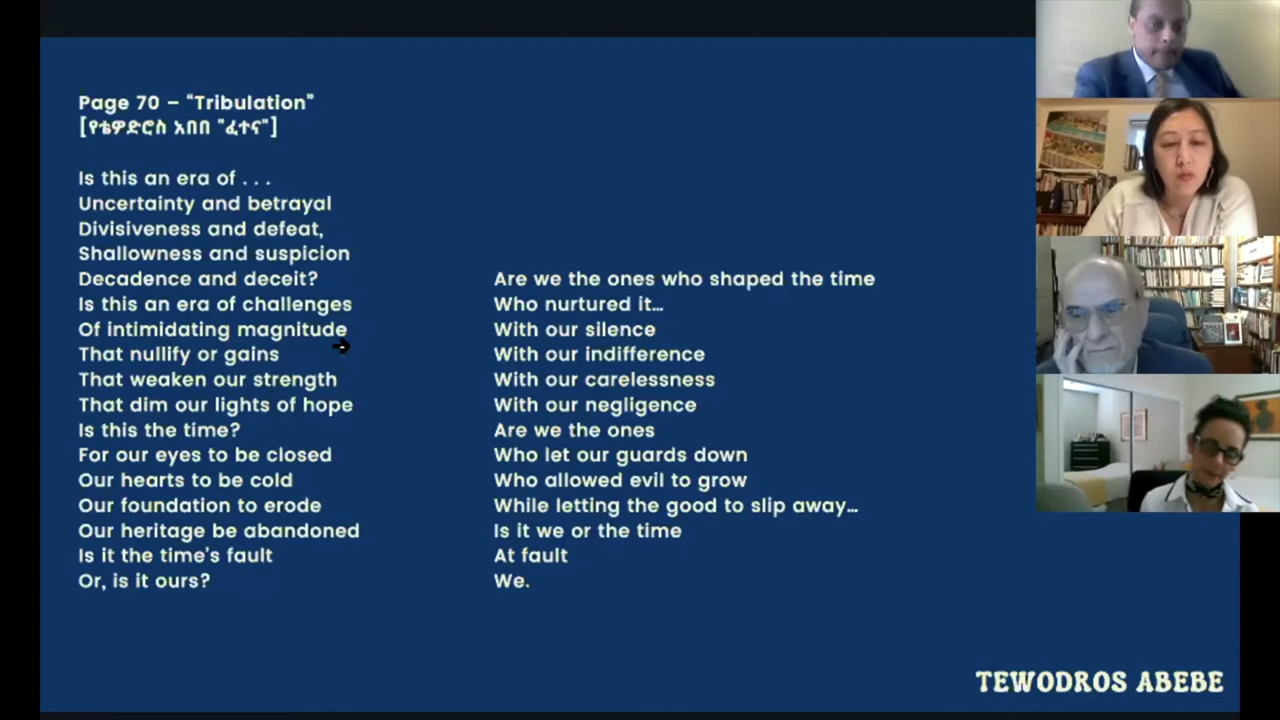 Page 70 – “Tribulation”
[የቴዎድሮስ አበበ "ፈተና"]
Is this an era of . . .
Uncertainty and betrayal
Divisiveness and defeat,
Shallowness and suspicion
Decadence and deceit?
Is this an era of challenges
Of intimidating magnitude
That nullify or gains
That weaken our strength
That dim our lights of hope
Is this the time?
For our eyes to be closed
Our hearts to be cold
Our foundation to erode
Our heritage be abandoned
Is it the time's fault
Or, is it ours?
Are we the ones who shaped the time
Who nurtured it...
With our silence
With our indifference
With our carelessness
With our negligence
Are we the ones
Who let our guards down
Who allowed evil to grow
While letting the good to slip away...
Is it we or the time
At fault
We.
TEWODROS ABEBE